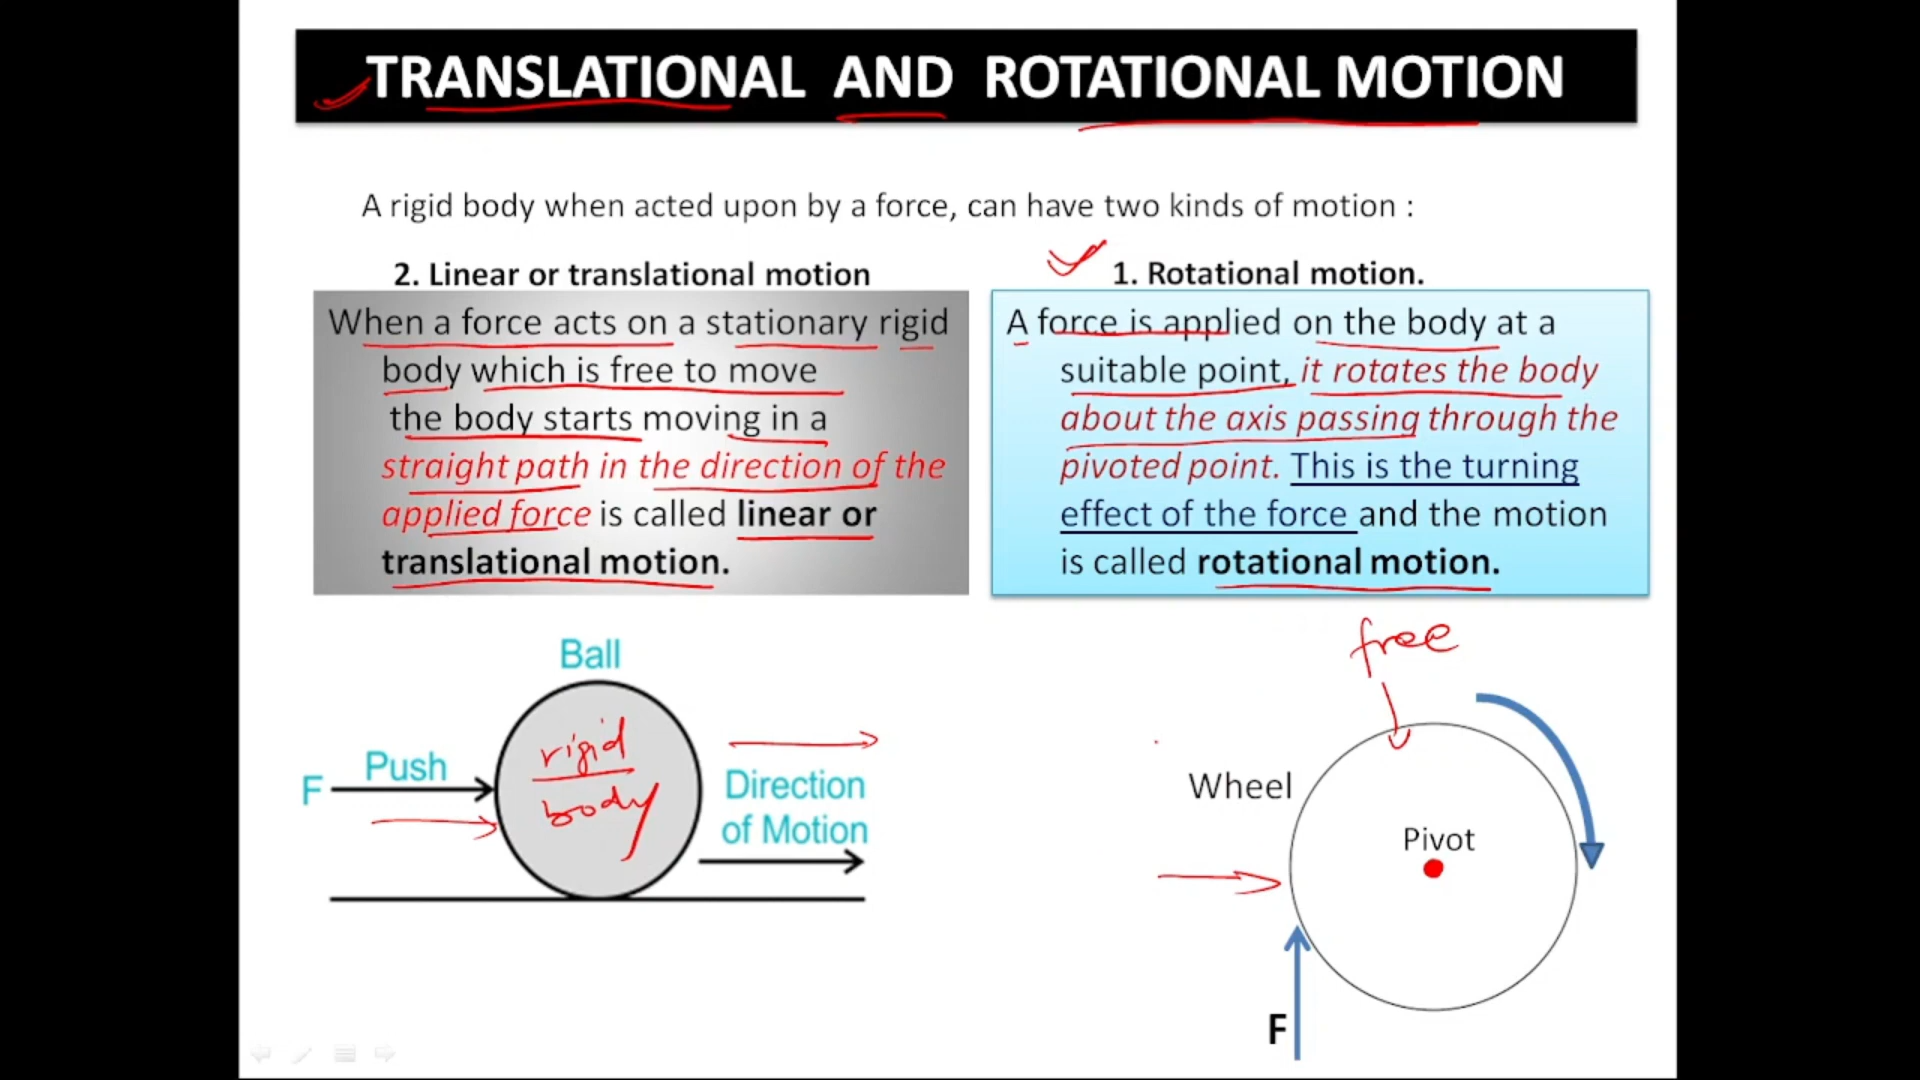 TRANSLATIONAL AND ROTATIONAL MOTION
A rigid body when acted upon by a force, can have two kinds of motion :
2. Linear or translational motion
When a force acts on a stationary rigid
body which is free to move
the body starts moving in a
straight path in the direction of the
applied force is called linear or
translational motion.
1. Rotational motion.
A force is applied on the body at a
suitable point, it rotates the body
about the axis passing through the
pivoted point. This is the turning
effect of the force and the motion
is called rotational motion.
Ball
rigid
body
F
Push
Direction
of Motion
free
Wheel
Pivot
F